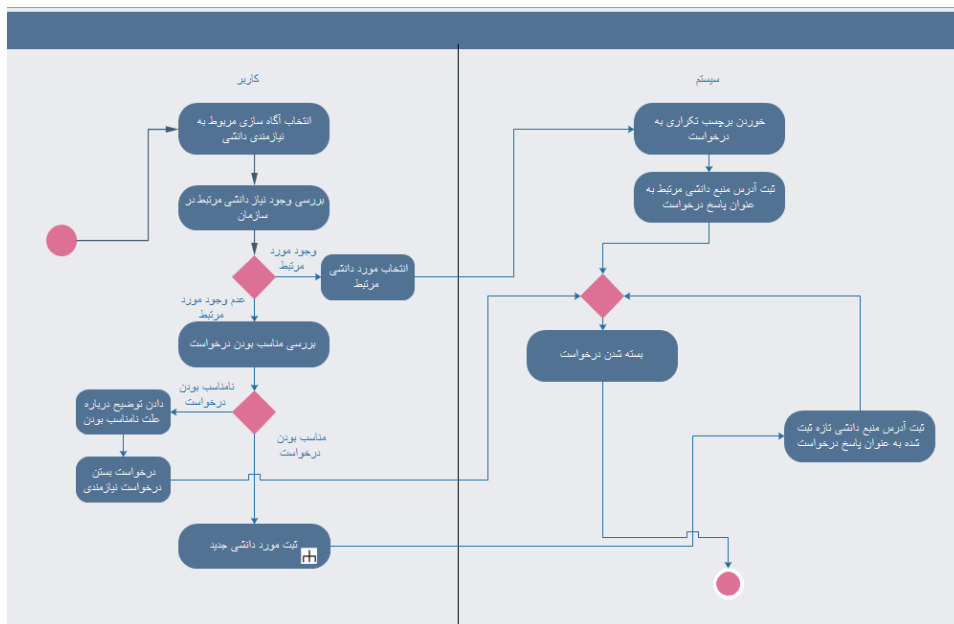 کاربر
سیستم
انتخاب آگاه سازی مربوط به
نیازمندی دانشی
بررسی وجود نیاز دانشی مرتبط در
سازمان
وجود مورد
مرتبط
انتخاب مورد دانشی
مرتبط
عدم وجود مورد
مرتبط
بررسی مناسب بودن درخواست
نامناسب بودن
درخواست
دادن توضیح درباره
علت نامناسب بودن
درخواست بستن
درخواست نیازمندی
مناسب بودن
درخواست
ثبت مورد دانشی جدید
خوردن برچسب تکراری به
درخواست
ثبت آدرس منبع دانشی مرتبط به
عنوان پاسخ درخواست
بسته شدن درخواست
ثبت آدرس منبع دانشی تازه ثبت
شده به عنوان پاسخ درخواست